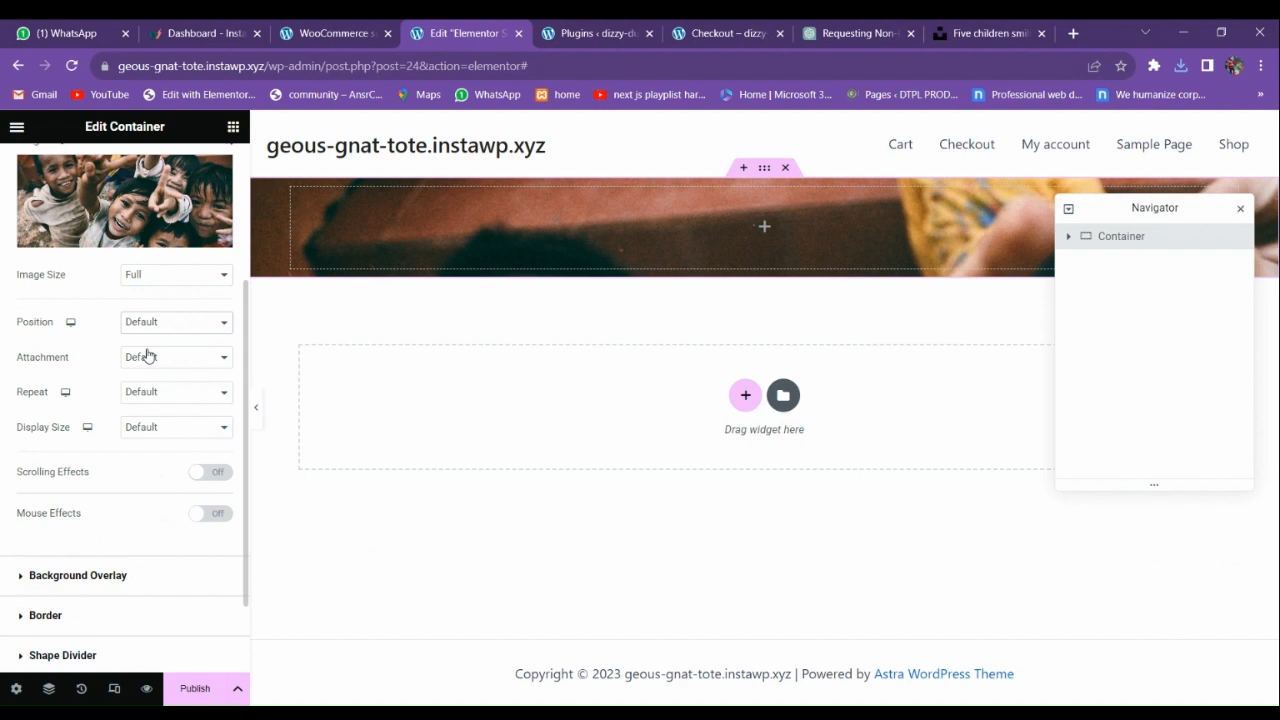 (1) WhatsApp
Dashboard - Insta
WooCommerce s
Edit "Elementor S
Plugins ‹ dizzy-du
Checkout – dizzy
Requesting Non-
Five children smi
geous-gnat-tote.instawp.xyz/wp-admin/post.php?post=24&action=elementor#
Gmail
YouTube
Edit with Elementor...
community – AnsrC...
Maps
WhatsApp
home
next js playlist har...
Home | Microsoft 3...
Pages ‹ DTPL PROD...
Professional web d...
We humanize corp...
»
Edit Container
geous-gnat-tote.instawp.xyz
Cart
Checkout
My account
Sample Page
Shop
Navigator
Container
Image Size
Full
Position
Default
Attachment
Default
Repeat
Default
Display Size
Default
Scrolling Effects
Off
Mouse Effects
Off
Drag widget here
Background Overlay
Border
Shape Divider
Publish
Copyright © 2023 geous-gnat-tote.instawp.xyz | Powered by Astra WordPress Theme